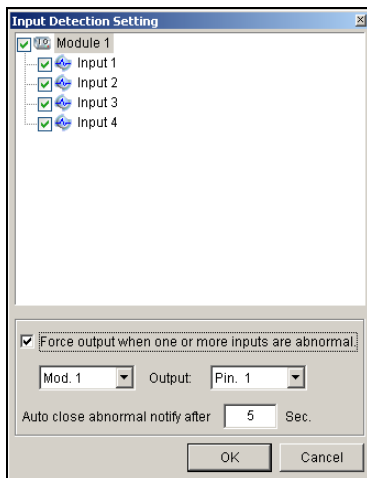 Input Detection Setting
Module 1
Input 1
Input 2
Input 3
Input 4
Force output when one or more inputs are abnormal.
Mod. 1 Output: Pin. 1
Auto close abnormal notify after 5 Sec.
OK Cancel